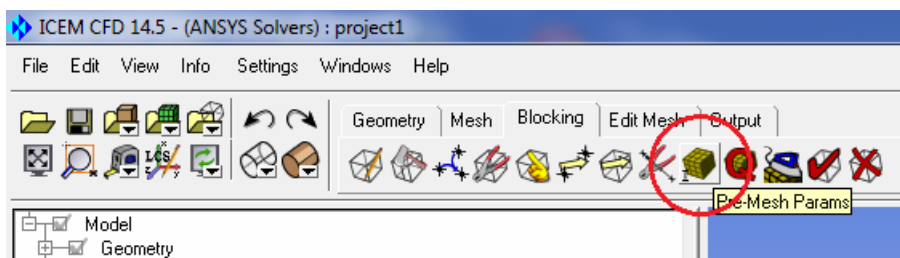 ICEM CFD 14.5 - (ANSYS Solvers) : project1
File Edit View Info Settings Windows Help
Geometry Mesh Blocking Edit Mesh Output
LCS
Pre-Mesh Params
Model
Geometry